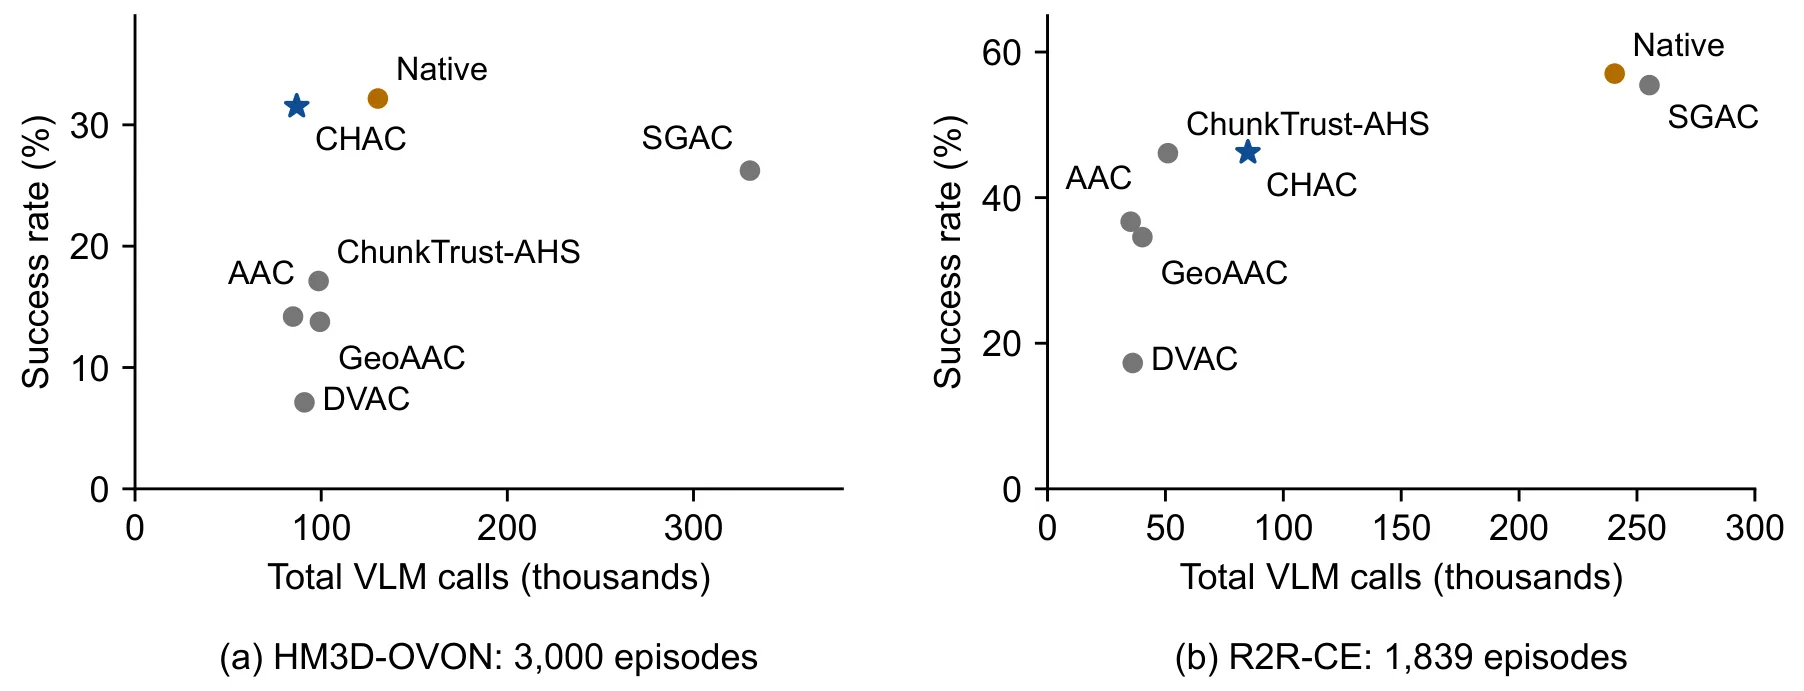 Success rate (%)
30
20
10
0
Native
CHAC
SGAC
ChunkTrust-AHS
AAC
GeoAAC
DVAC
0 100 200 300
Total VLM calls (thousands)
(a) HM3D-OVON: 3,000 episodes
Success rate (%)
60
40
20
0
Native
SGAC
ChunkTrust-AHS
AAC
CHAC
GeoAAC
DVAC
0 50 100 150 200 250 300
Total VLM calls (thousands)
(b) R2R-CE: 1,839 episodes